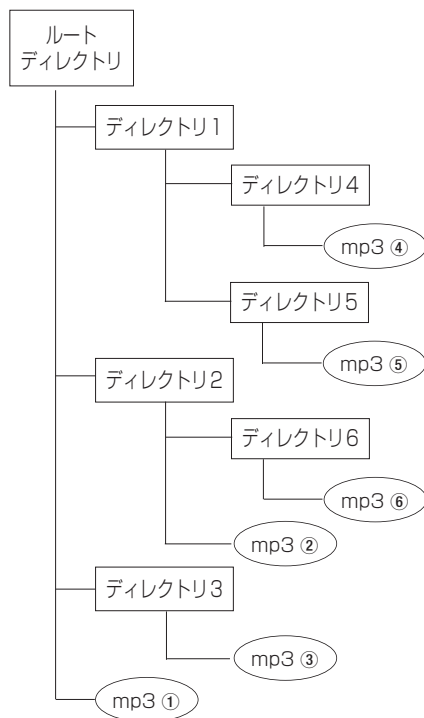 ルート
ディレクトリ
ディレクトリ1
ディレクトリ4
mp3 ④
ディレクトリ5
mp3 ⑤
ディレクトリ2
ディレクトリ6
mp3 ⑥
mp3 ②
ディレクトリ3
mp3 ③
mp3 ①